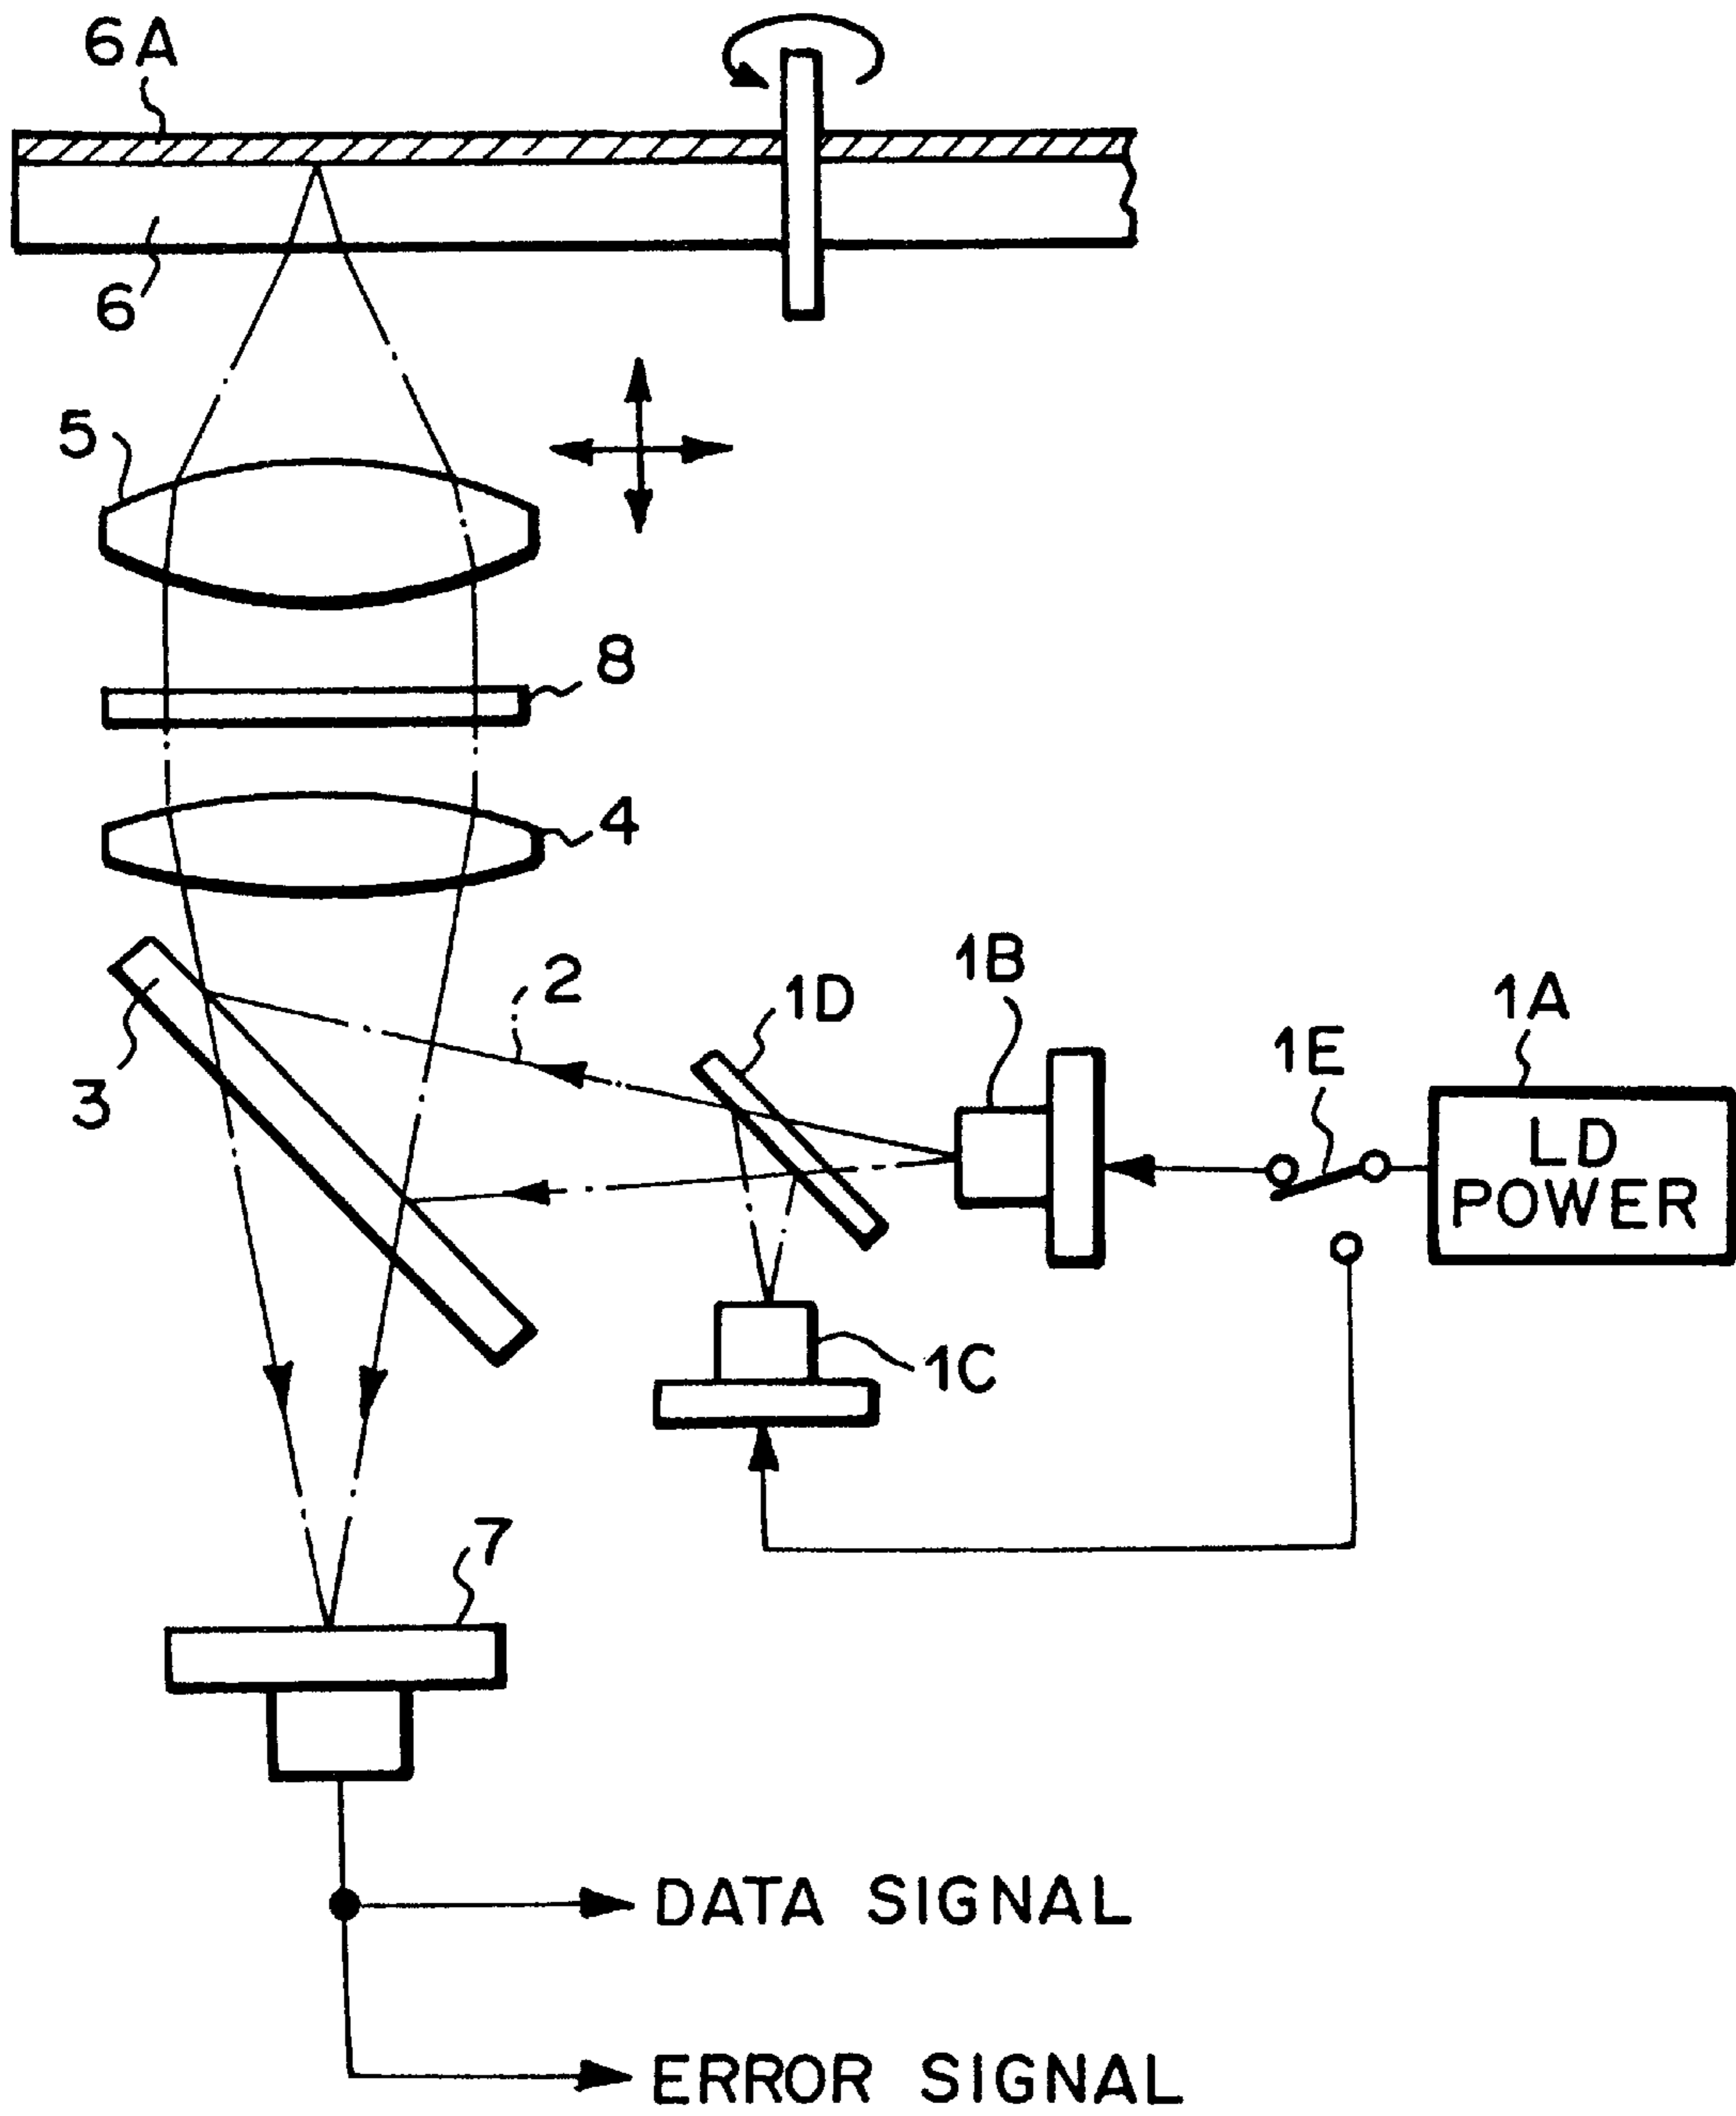 6A
6
5
8
4
2
1D
1B
1A
1E
3
LD
POWER
1C
7
DATA SIGNAL
ERROR SIGNAL